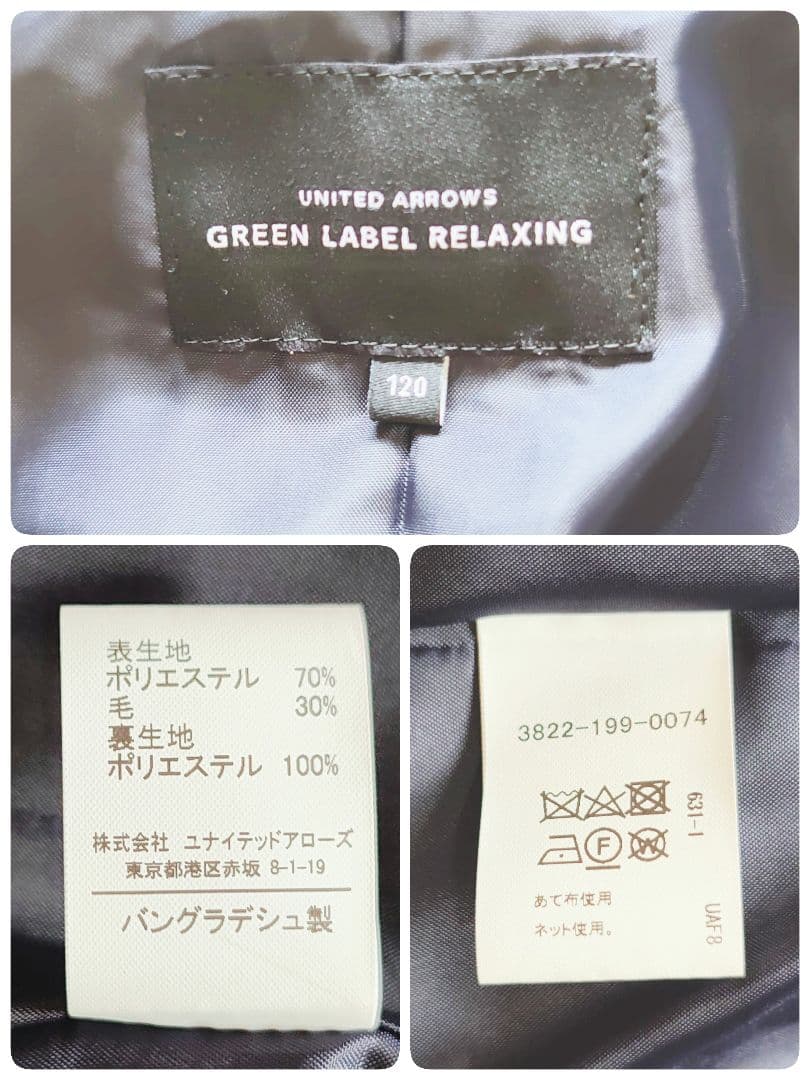 UNITED ARROWS
GREEN LABEL RELAXING
120
表生地
ポリエステル 70%
毛 30%
裏生地
ポリエステル 100%
株式会社 ユナイテッドアローズ
東京都港区赤坂 8-1-19
バングラデシュ製
3822-199-0074
631-1
F
W
あて布使用
ネット使用。
UAF8